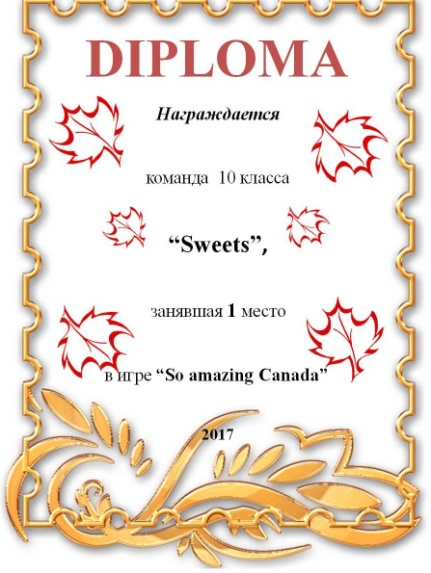 DIPLOMA
Награждается
команда 10 класса
“Sweets”,
занявшая 1 место
в игре “So amazing Canada”
2017